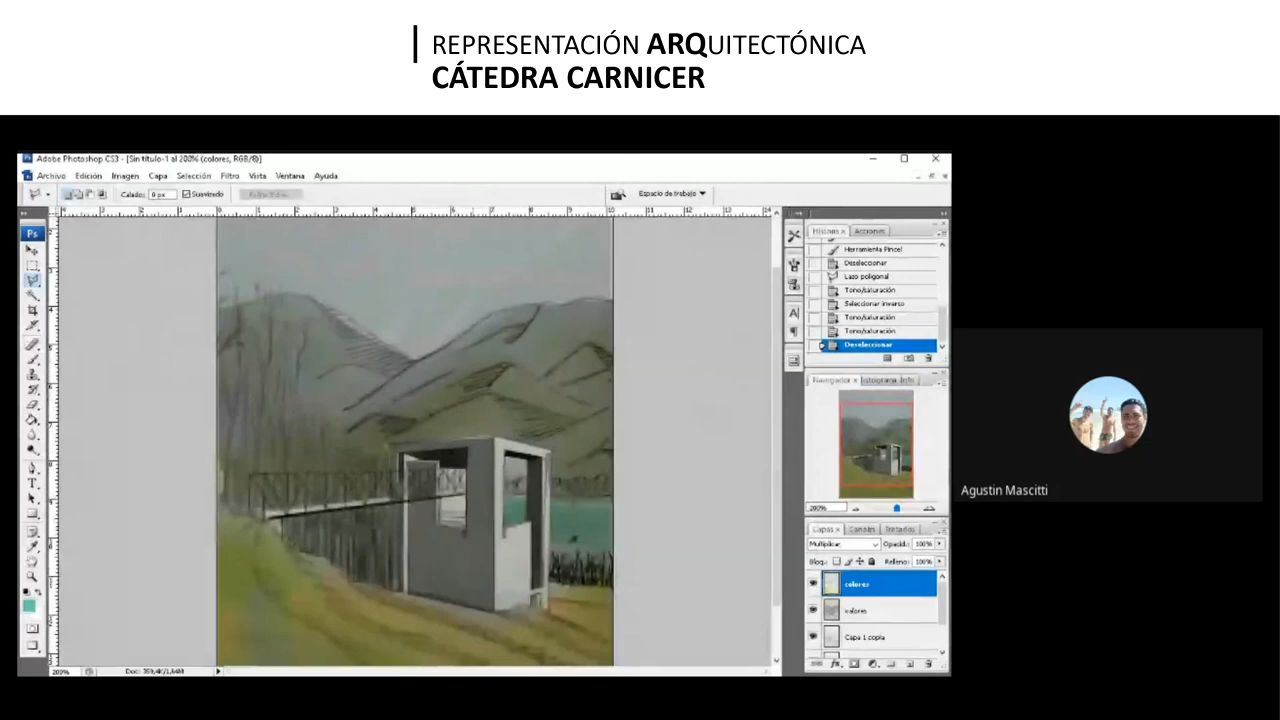 REPRESENTACIÓN ARQUITECTÓNICA
CÁTEDRA CARNICER
Adobe Photoshop CS3 - [Sin título-1 al 200% (colores, RGB/8)]
Archivo Edición Imagen Capa Selección Filtro Vista Ventana Ayuda
Calado: 0 px Suavizado
Espacio de trabajo
Ps
Historia × Acciones
Herramienta Pincel
Deseleccionar
Lazo poligonal
Tono/saturación
Seleccionar inverso
Tono/saturación
Tono/saturación
Deseleccionar
Navegador × Histograma Info
200%
Capas × Canales Trazados
Multiplicar Opacid.: 100%
Bloq.: Relleno: 100%
colores
valores
Capa 1 copia
200%
Agustin Mascitti